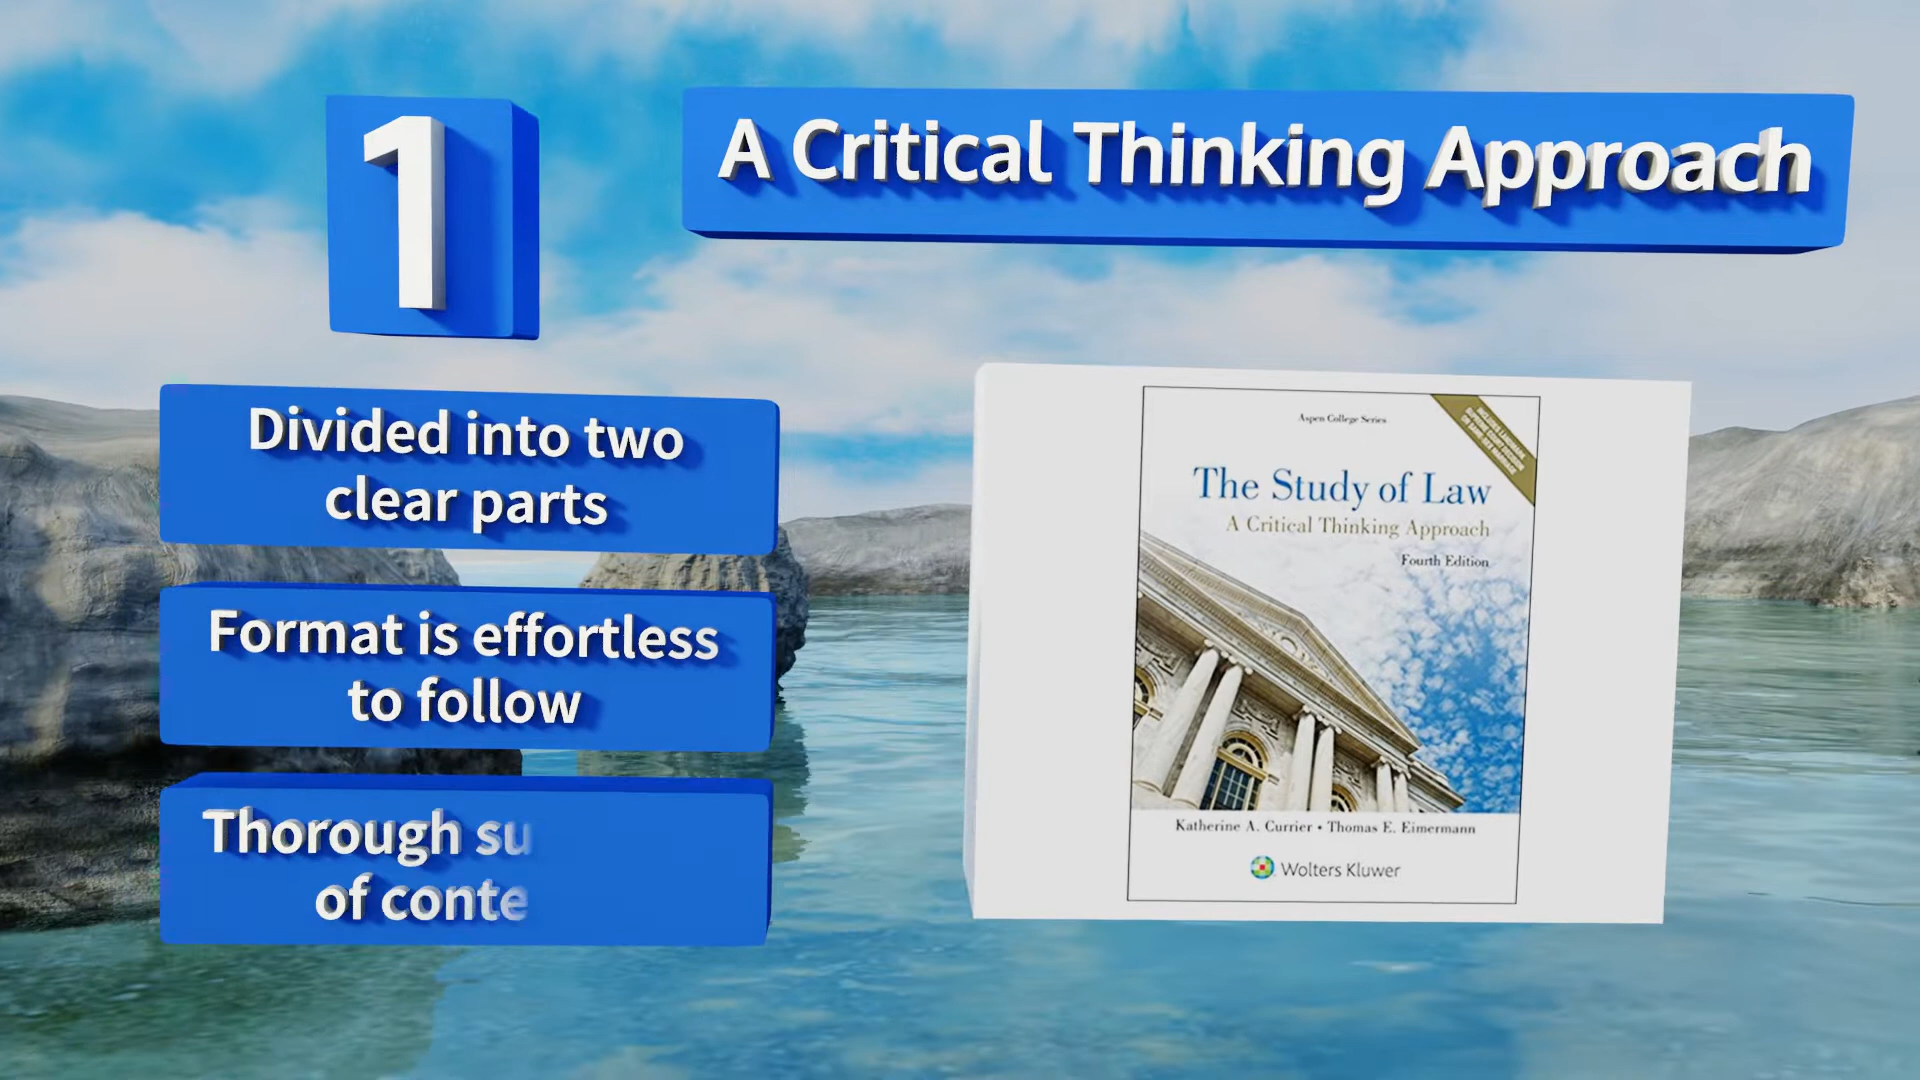 1
A Critical Thinking Approach
Divided into two
clear parts
Format is effortless
to follow
Thorough su
of conte
Aspen College Series
The Study of Law
A Critical Thinking Approach
Fourth Edition
Katherine A. Currier • Thomas E. Eimermann
Wolters Kluwer